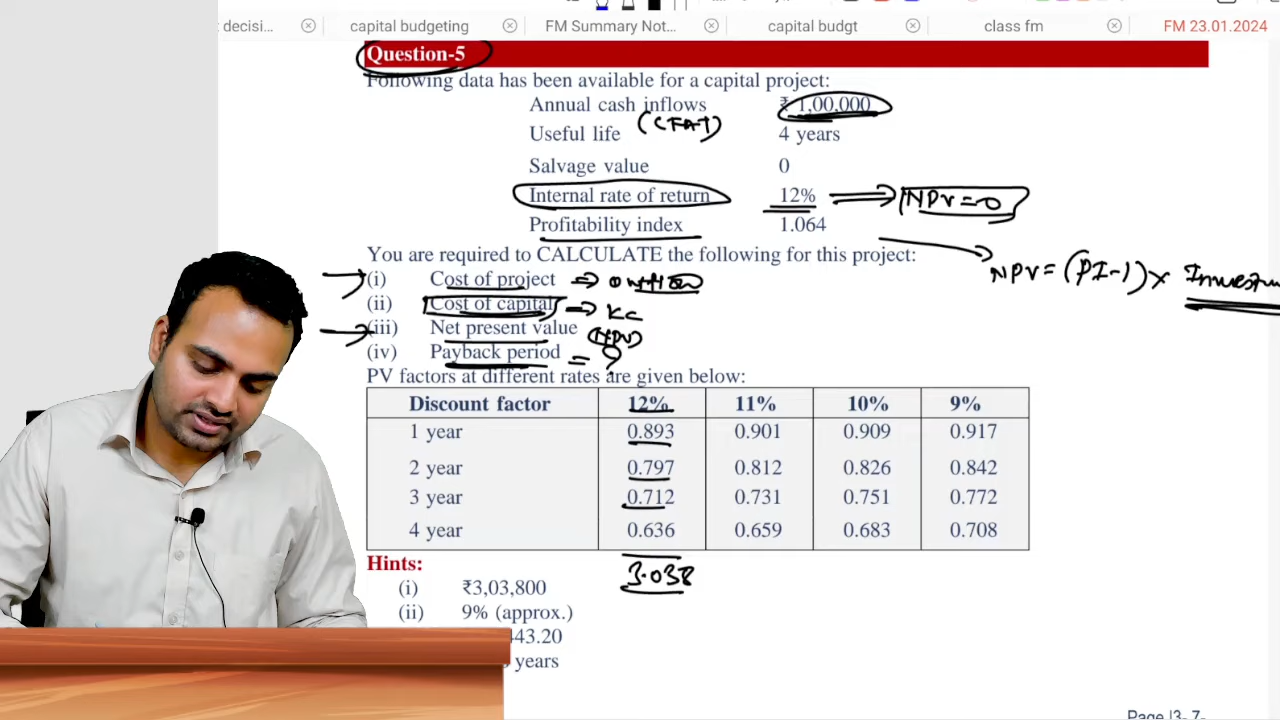 decisi... capital budgeting FM Summary Not... capital budgt class fm FM 23.01.2024
Question-5
Following data has been available for a capital project:
Annual cash inflows ₹ 1,00,000
(CFAT)
Useful life 4 years
Salvage value 0
Internal rate of return 12% NPV=0
Profitability index 1.064
You are required to CALCULATE the following for this project:
NPV = (PI-1) x
(i) Cost of project ⇒
(ii) Cost of capital ⇒ Kc
(iii) Net present value (NPV)
(iv) Payback period = ?
PV factors at different rates are given below:
Discount factor 12% 11% 10% 9%
1 year 0.893 0.901 0.909 0.917
2 year 0.797 0.812 0.826 0.842
3 year 0.712 0.731 0.751 0.772
4 year 0.636 0.659 0.683 0.708
Hints: 3.038
(i) ₹3,03,800
(ii) 9% (approx.)
443.20
years
Page |3- 7